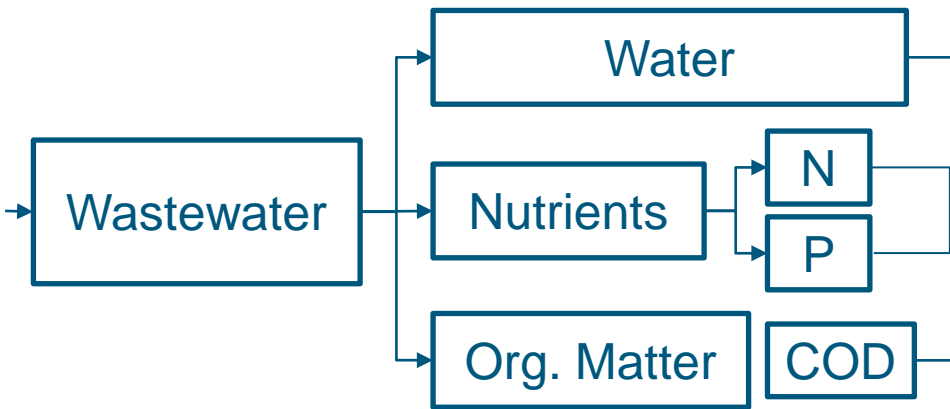 Water
Wastewater
Nutrients
N
P
Org. Matter
COD